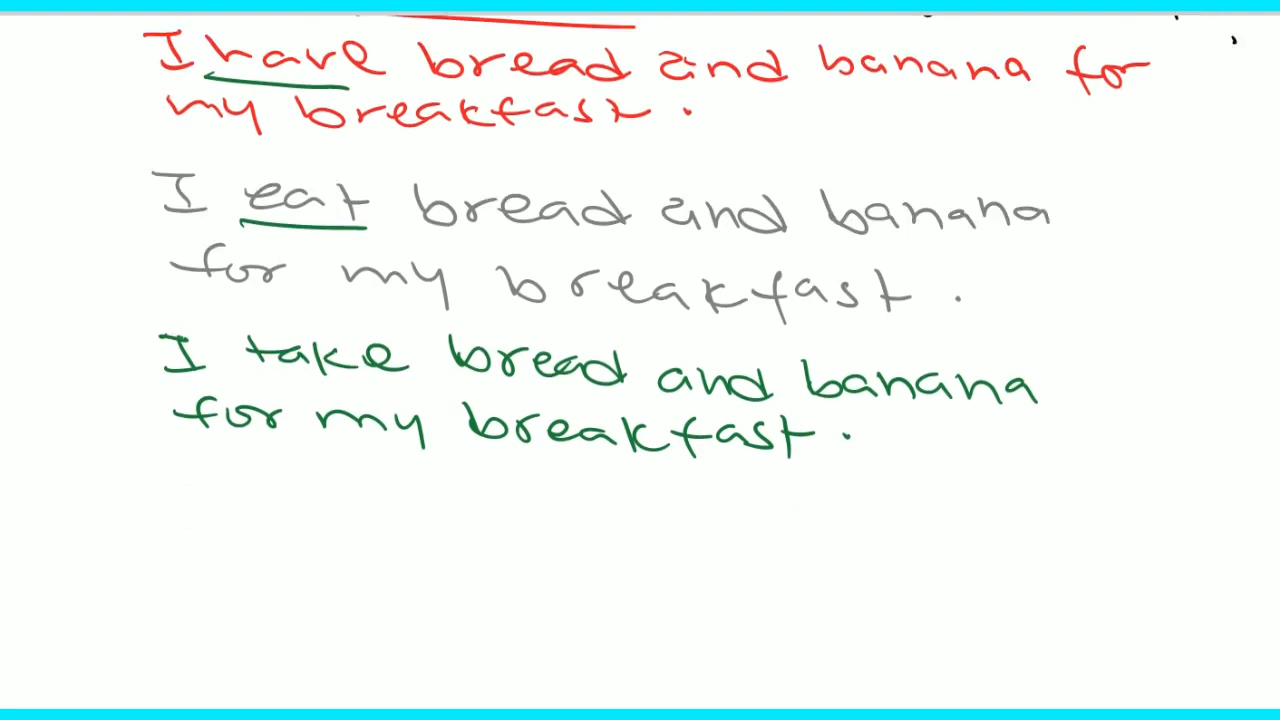 I have bread and banana for
my breakfast.
I eat bread and banana
for my breakfast.
I take bread and banana
for my breakfast.